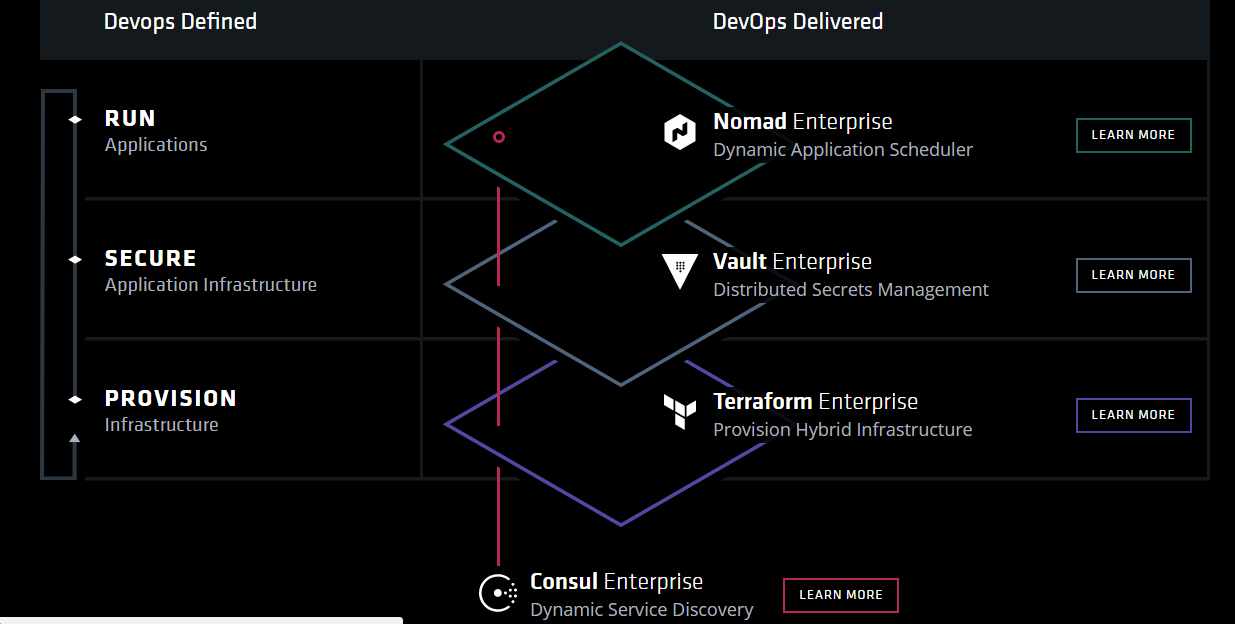 Devops Defined
DevOps Delivered
RUN
Applications
Nomad Enterprise
Dynamic Application Scheduler
LEARN MORE
SECURE
Application Infrastructure
Vault Enterprise
Distributed Secrets Management
LEARN MORE
PROVISION
Infrastructure
Terraform Enterprise
Provision Hybrid Infrastructure
LEARN MORE
Consul Enterprise
Dynamic Service Discovery
LEARN MORE